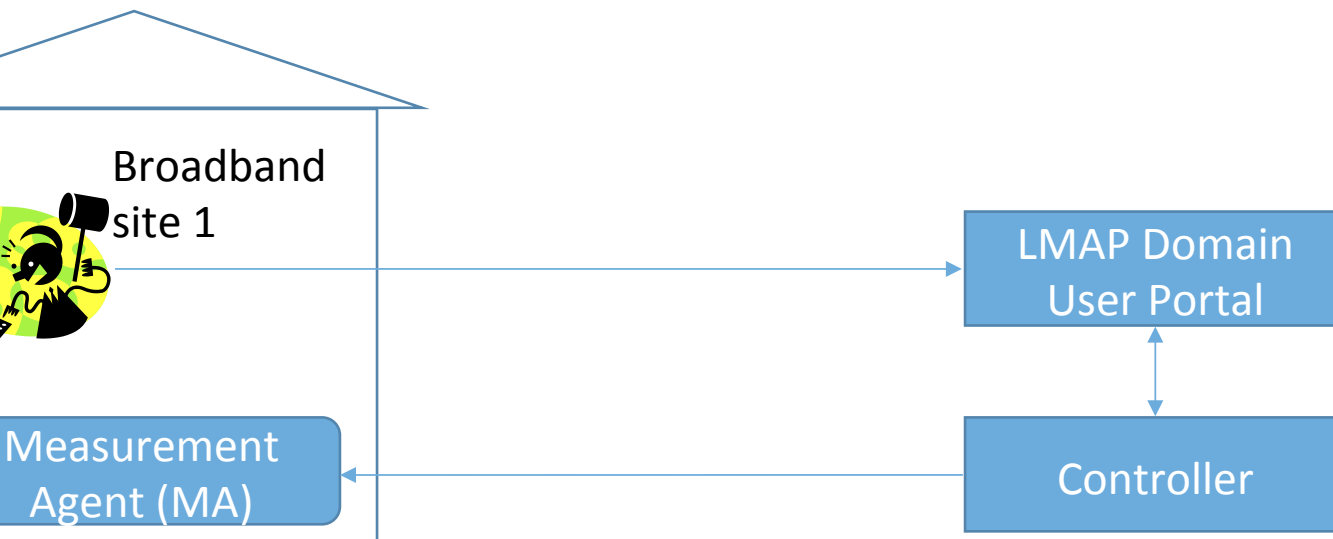 Broadband
site 1
LMAP Domain
User Portal
Measurement
Agent (MA)
Controller